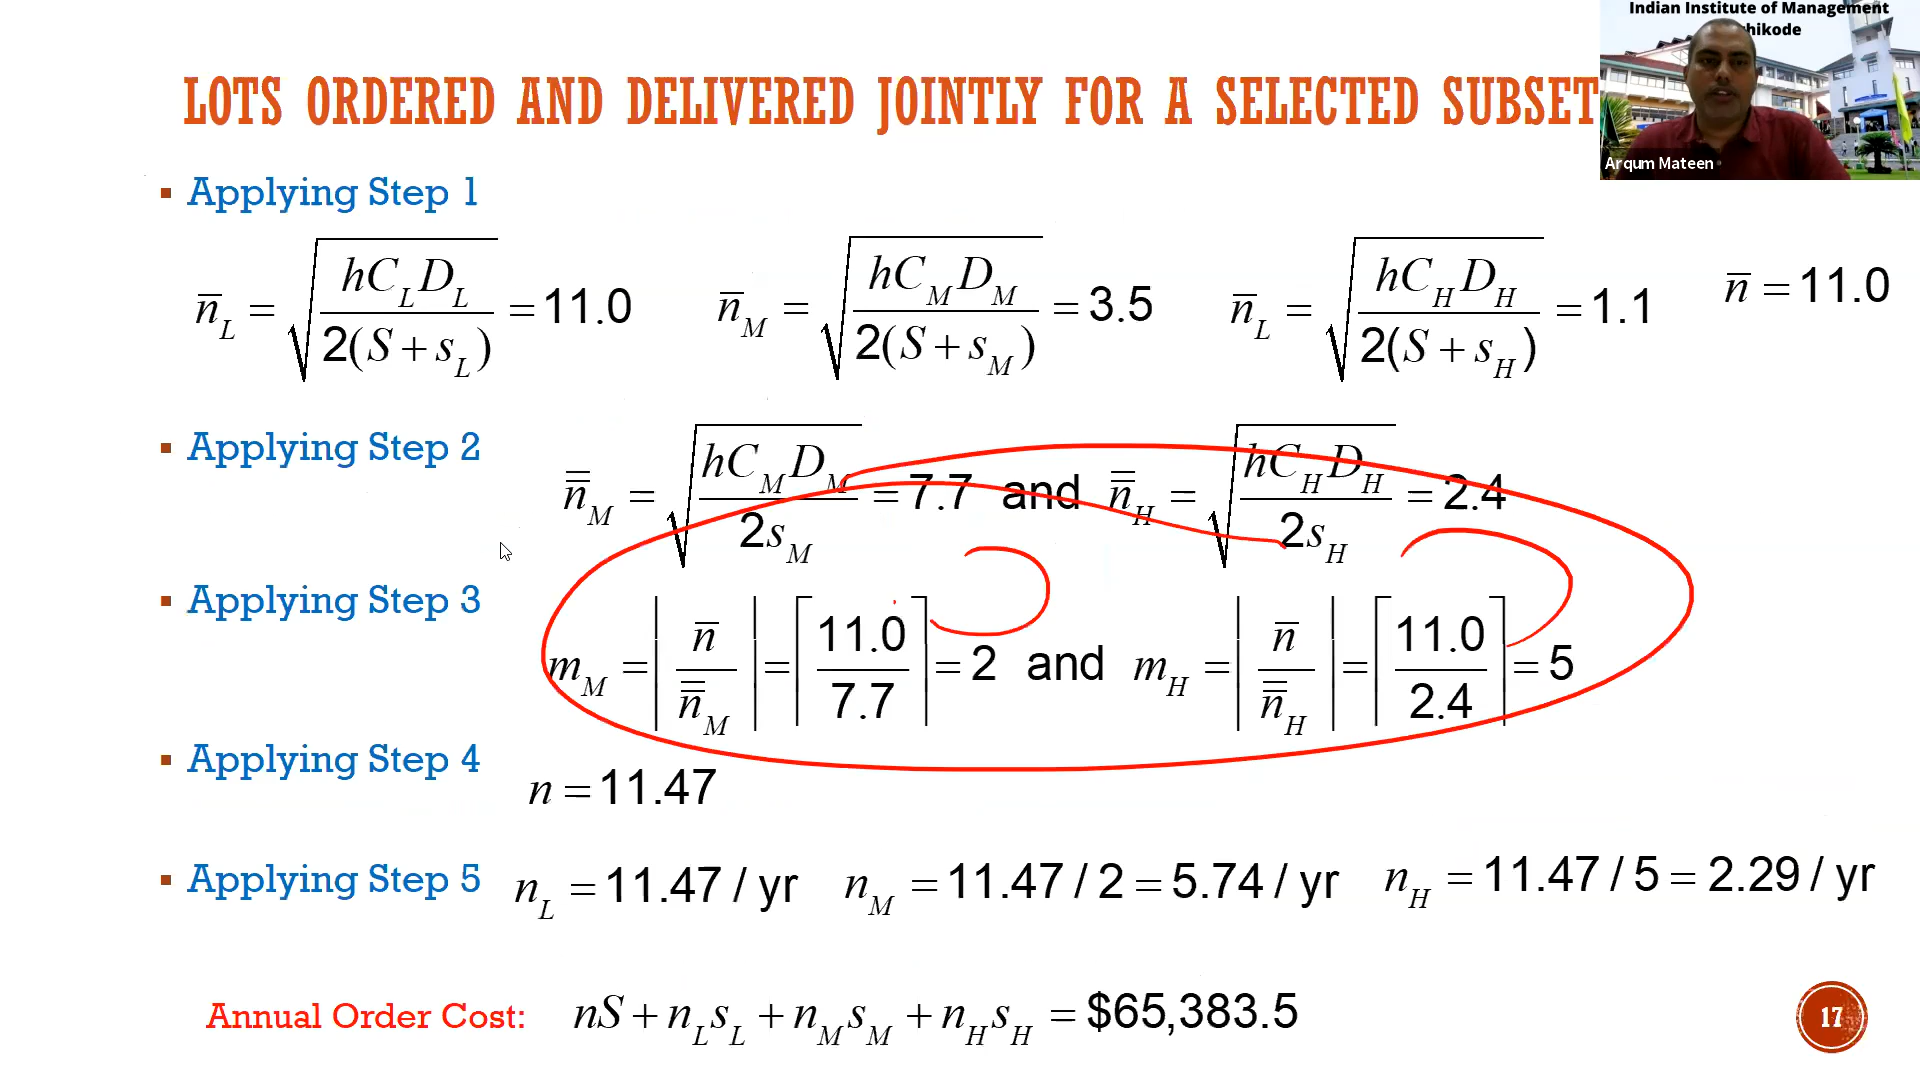 Indian Institute of Management
hikode
LOTS ORDERED AND DELIVERED JOINTLY FOR A SELECTED SUBSET
Arqum Mateen
▪ Applying Step 1
n̅_L = √(hC_L D_L / 2(S + s_L)) = 11.0   n̅_M = √(hC_M D_M / 2(S + s_M)) = 3.5   n̅_L = √(hC_H D_H / 2(S + s_H)) = 1.1   n̅ = 11.0
▪ Applying Step 2
n̿_M = √(hC_M D_M / 2s_M) = 7.7 and n̿_H = √(hC_H D_H / 2s_H) = 2.4
▪ Applying Step 3
m_M = |n̅ / n̿_M| = ⌈11.0 / 7.7⌉ = 2 and m_H = |n̅ / n̿_H| = ⌈11.0 / 2.4⌉ = 5
▪ Applying Step 4
n = 11.47
▪ Applying Step 5
n_L = 11.47 / yr   n_M = 11.47 / 2 = 5.74 / yr   n_H = 11.47 / 5 = 2.29 / yr
Annual Order Cost: nS + n_L s_L + n_M s_M + n_H s_H = $65,383.5
17